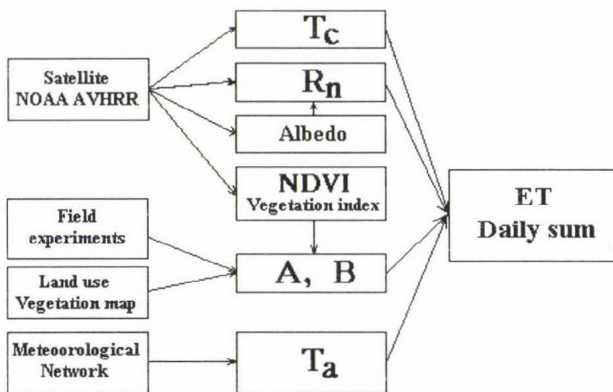 Satellite
NOAA AVHRR
Tc
Rn
Albedo
NDVI
Vegetation index
Field
experiments
Land use
Vegetation map
A, B
Meteoorological
Network
Ta
ET
Daily sum